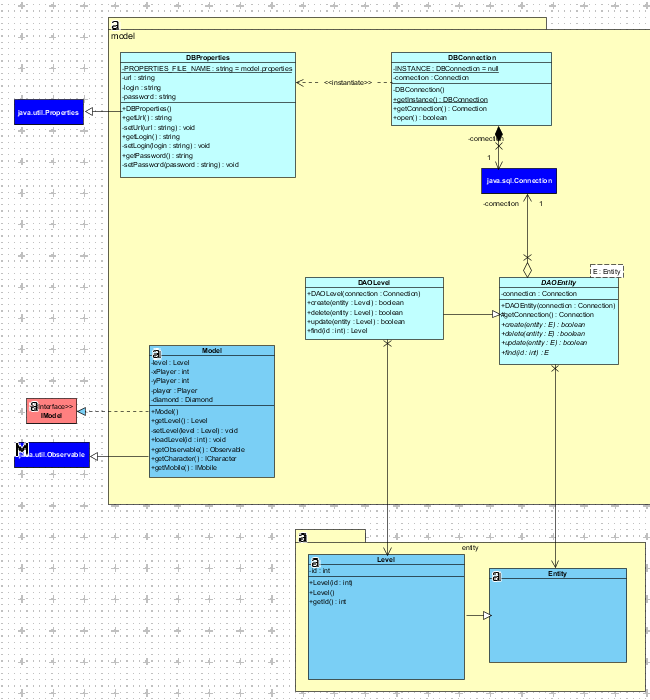 a
model
DBProperties
-PROPERTIES_FILE_NAME : string = model.properties
-url : string
-login : string
-password : string
+DBProperties()
+getUrl() : string
-setUrl(url : string) : void
+getLogin() : string
-setLogin(login : string) : void
+getPassword() : string
-setPassword(password : string) : void
<<instantiate>>
DBConnection
-INSTANCE : DBConnection = null
-connection : Connection
-DBConnection()
+getInstance() : DBConnection
+getConnection() : Connection
+open() : boolean
java.util.Properties
-connection
1
java.sql.Connection
-connection
1
E : Entity
DAOLevel
+DAOLevel(connection : Connection)
+create(entity : Level) : boolean
+delete(entity : Level) : boolean
+update(entity : Level) : boolean
+find(id : int) : Level
DAOEntity
-connection : Connection
+DAOEntity(connection : Connection)
#getConnection() : Connection
+create(entity : E) : boolean
+delete(entity : E) : boolean
+update(entity : E) : boolean
+find(id : int) : E
a
Model
-level : Level
-xPlayer : int
-yPlayer : int
-player : Player
-diamond : Diamond
+Model()
+getLevel() : Level
-setLevel(level : Level) : void
+loadLevel(id : int) : void
+getObservable() : Observable
+getCharacter() : ICharacter
+getMobile() : IMobile
a
IModel
M
java.util.Observable
a
entity
a
Level
-id : int
+Level(id : int)
+Level()
+getId() : int
a
Entity